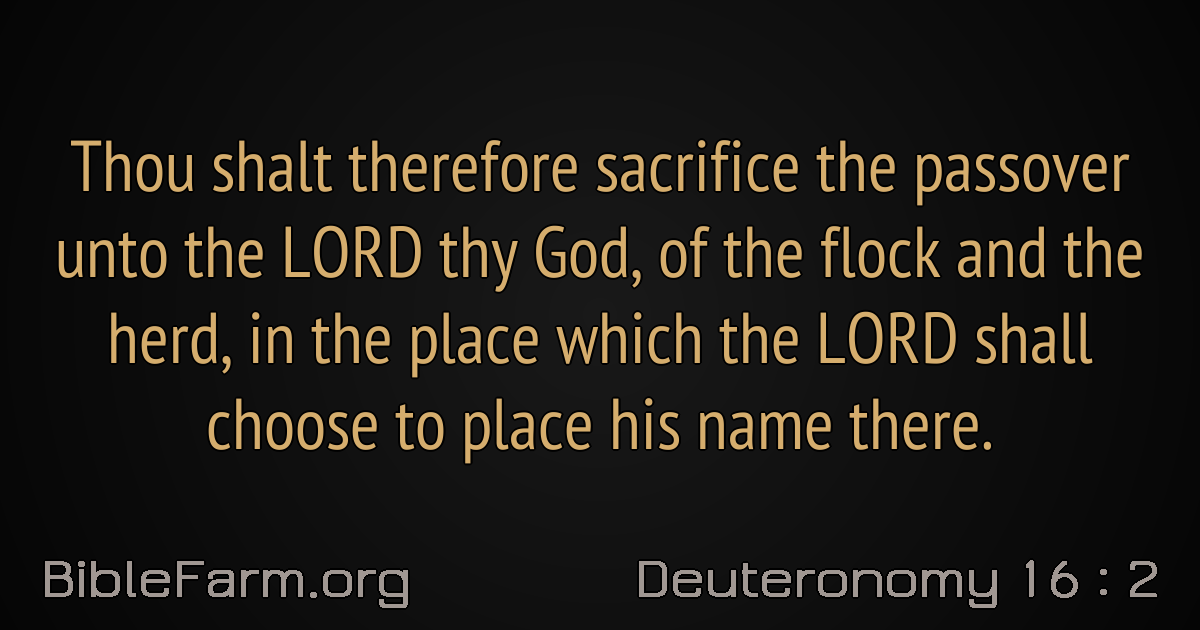 Thou shalt therefore sacrifice the passover
unto the LORD thy God, of the flock and the
herd, in the place which the LORD shall
choose to place his name there.
BibleFarm.org
Deuteronomy 16 : 2